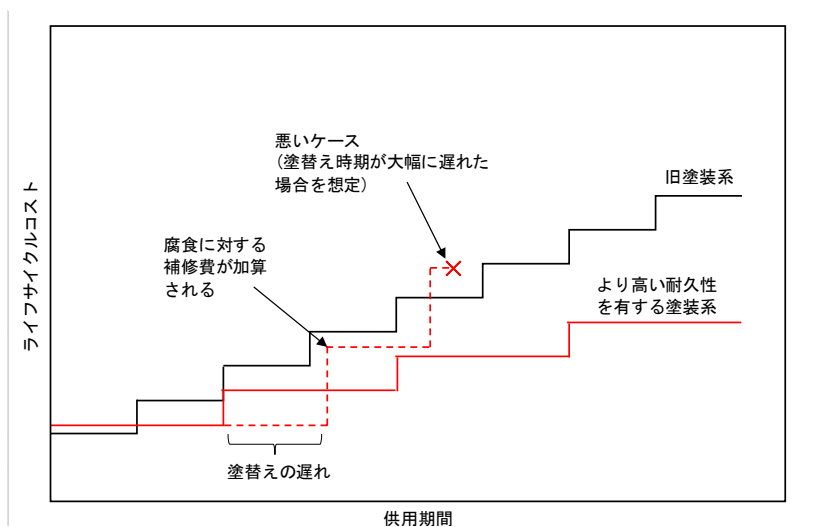 悪いケース
（塗替え時期が大幅に遅れた
場合を想定）
旧塗装系
腐食に対する
補修費が加算
される
より高い耐久性
を有する塗装系
ライフサイクルコスト
塗替えの遅れ
供用期間